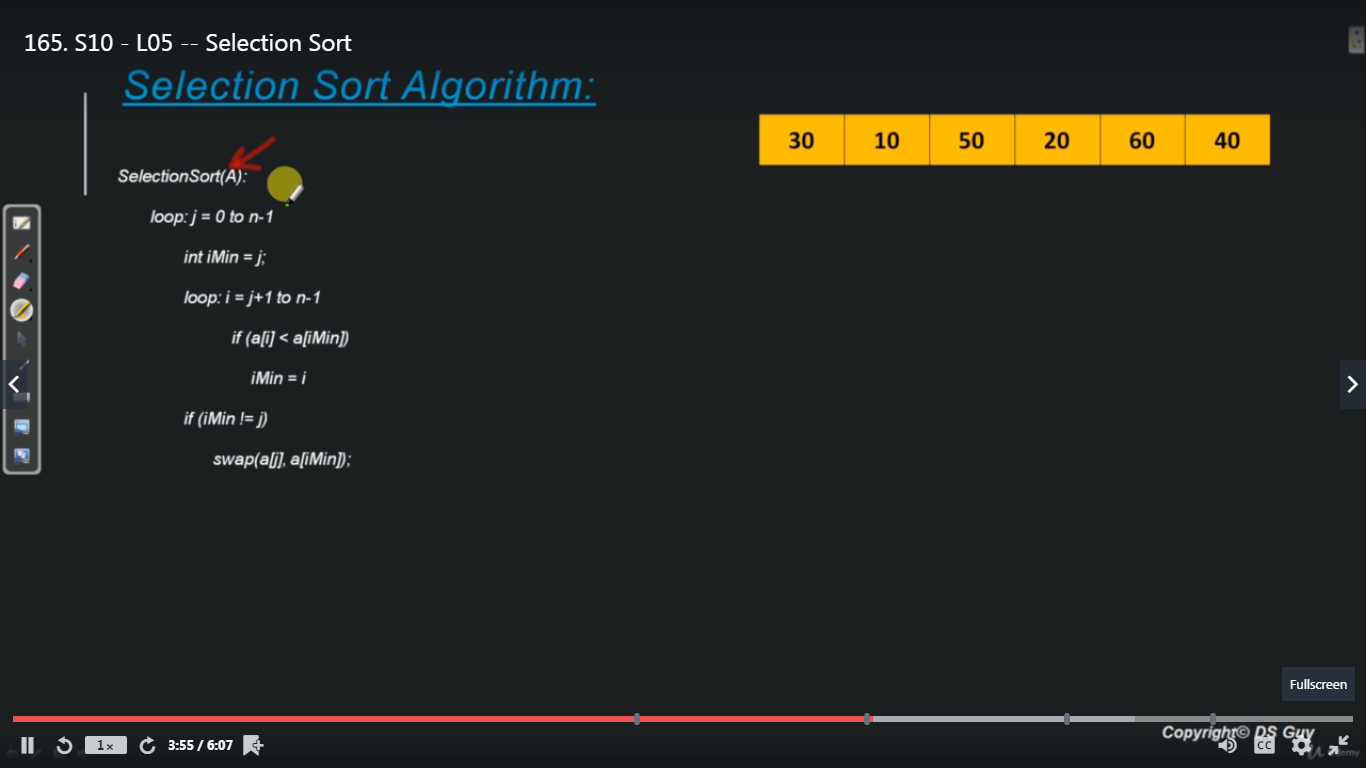 165. S10 - L05 -- Selection Sort
Selection Sort Algorithm:
30 10 50 20 60 40
SelectionSort(A):
loop: j = 0 to n-1
int iMin = j;
loop: i = j+1 to n-1
if (a[i] < a[iMin])
iMin = i
if (iMin != j)
swap(a[j], a[iMin]);
Fullscreen
Copyright© DS Guy
1x
3:55 / 6:07
CC